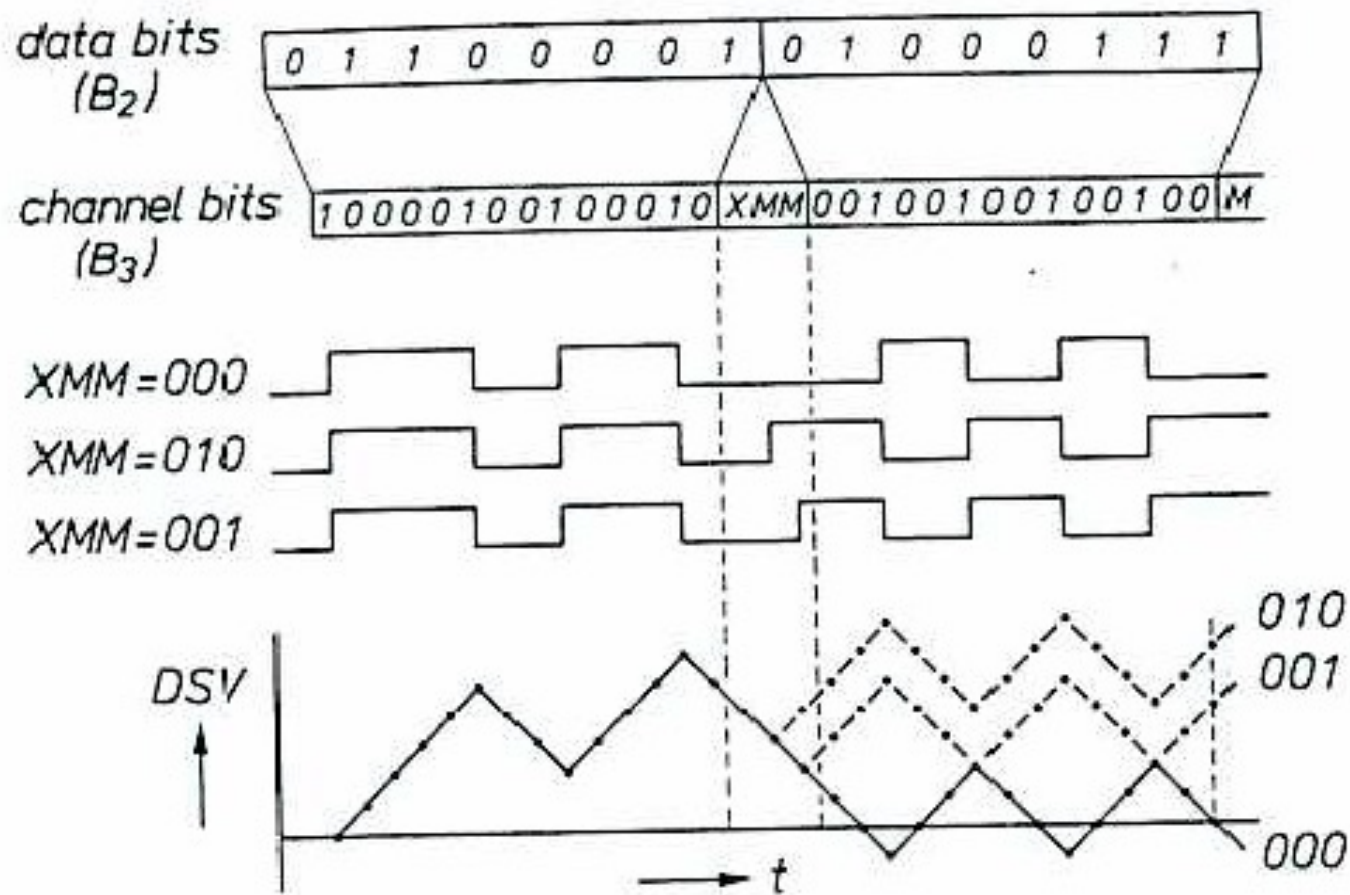 data bits 0 1 1 0 0 0 0 1 0 1 0 0 0 1 1 1
(B2)
channel bits 10000100100010 XMM 00100100100100 M
(B3)
XMM=000
XMM=010
XMM=001
010
001
DSV
000
t